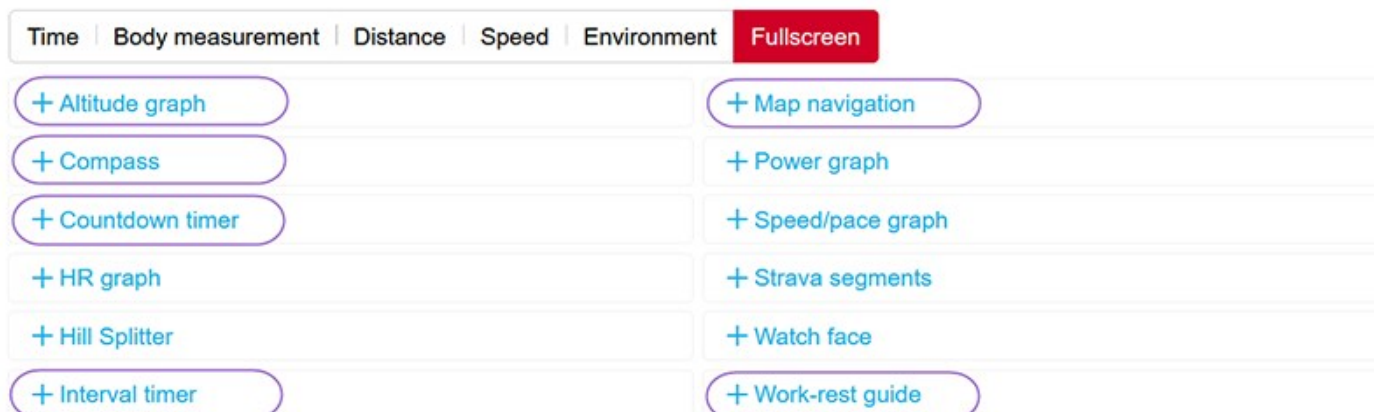 Time Body measurement Distance Speed Environment Fullscreen
+ Altitude graph
+ Map navigation
+ Compass
+ Power graph
+ Countdown timer
+ Speed/pace graph
+ HR graph
+ Strava segments
+ Hill Splitter
+ Watch face
+ Interval timer
+ Work-rest guide